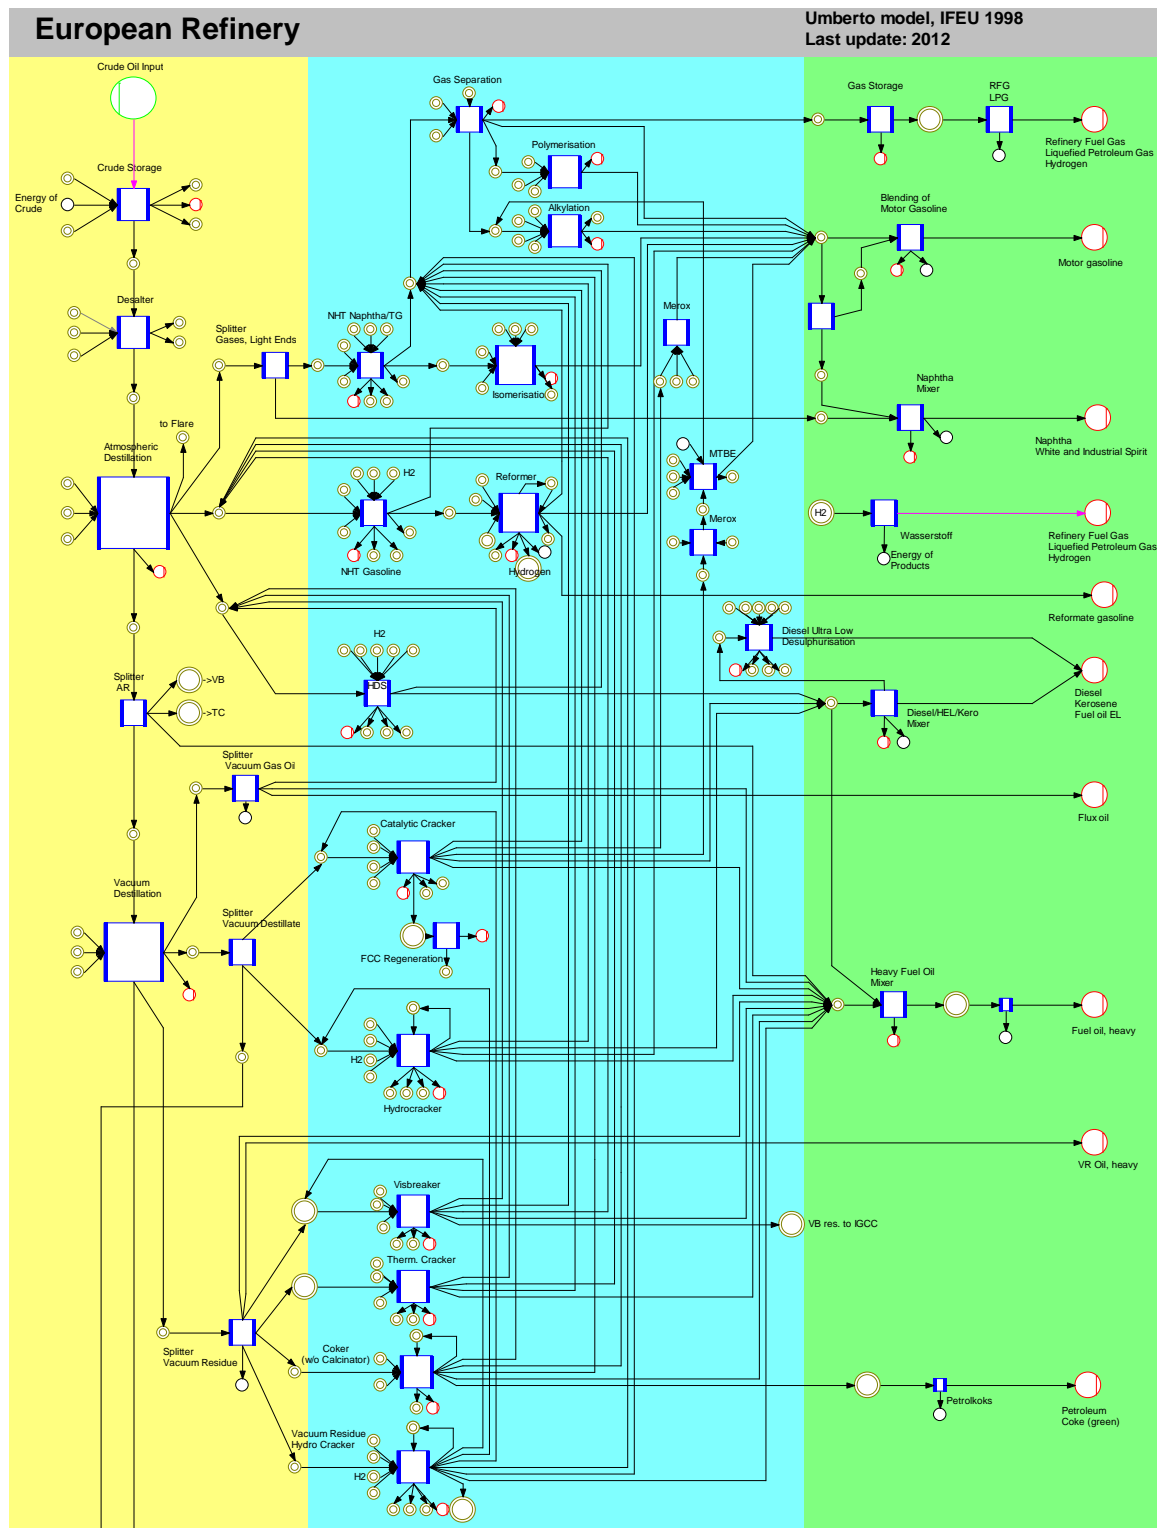 European Refinery
Umberto model, IFEU 1998
Last update: 2012
Crude Oil Input
Gas Separation
Gas Storage
RFG
LPG
Refinery Fuel Gas
Liquefied Petroleum Gas
Hydrogen
Polymerisation
Crude Storage
Energy of
Crude
Alkylation
Blending of
Motor Gasoline
Motor gasoline
Desalter
NHT Naphtha/TG
Merox
Splitter
Gases, Light Ends
Isomerisatio
Naphtha
Mixer
to Flare
Naphtha
White and Industrial Spirit
Atmospheric
Destillation
H2
Reformer
MTBE
H2
Merox
Wasserstoff
Refinery Fuel Gas
Liquefied Petroleum Gas
Hydrogen
Energy of
Products
NHT Gasoline
Hydrogen
Reformate gasoline
H2
Diesel Ultra Low
Desulphurisation
Splitter
AR
->VB
->TC
HDS
Diesel
Kerosene
Fuel oil EL
Diesel/HEL/Kero
Mixer
Splitter
Vacuum Gas Oil
Flux oil
Catalytic Cracker
Vacuum
Destillation
Splitter
Vacuum Destillate
FCC Regeneration
Heavy Fuel Oil
Mixer
Fuel oil, heavy
H2
Hydrocracker
VR Oil, heavy
Visbreaker
VB res. to IGCC
Therm. Cracker
Splitter
Vacuum Residue
Coker
(w/o Calcinator)
Petrolkoks
Petroleum
Coke (green)
Vacuum Residue
Hydro Cracker
H2